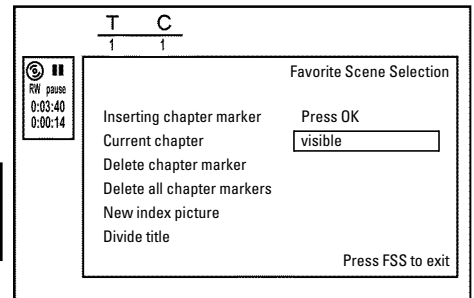 T C
1 1
RW pause
0:03:40
0:00:14
Favorite Scene Selection
Inserting chapter marker Press OK
Current chapter visible
Delete chapter marker
Delete all chapter markers
New index picture
Divide title
Press FSS to exit